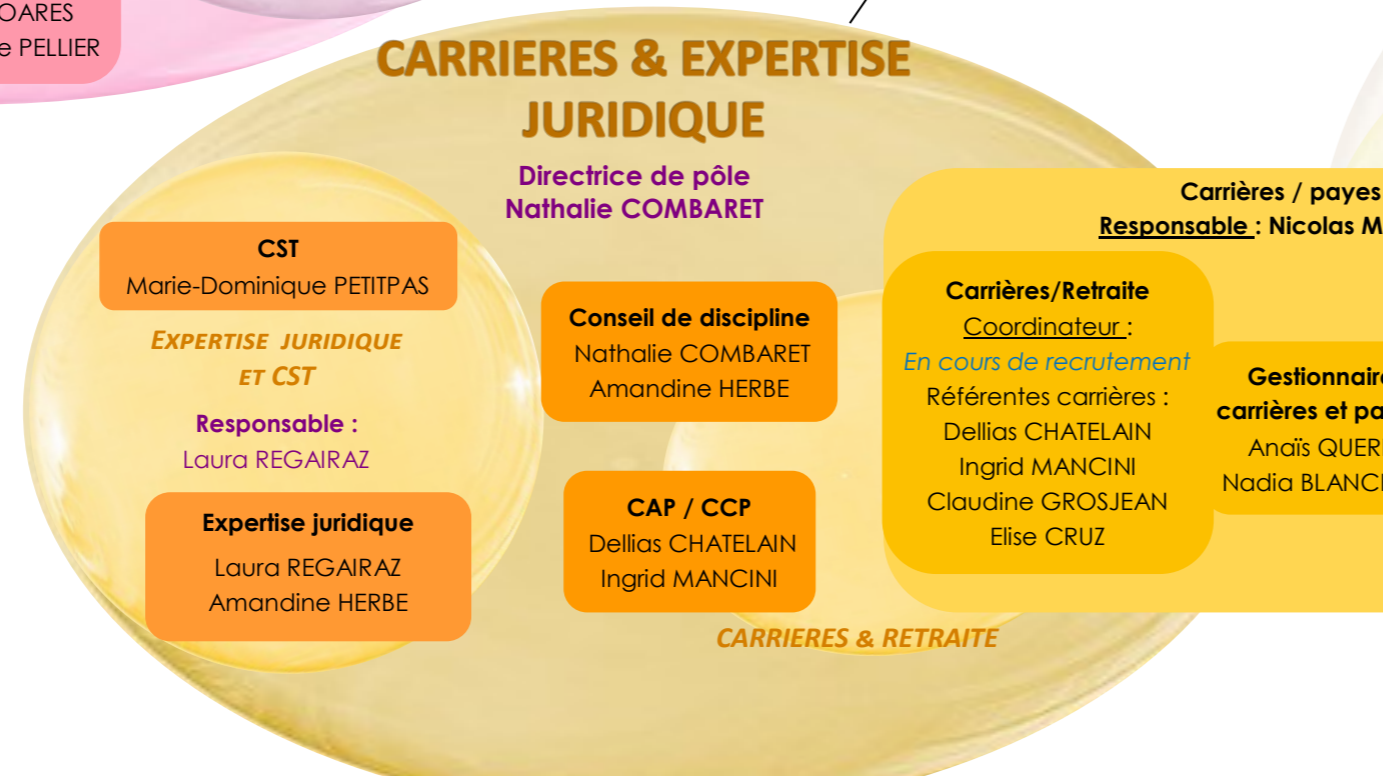 OARES
PELLIER
CARRIERES & EXPERTISE
JURIDIQUE
Directrice de pôle
Nathalie COMBARET
CST
Marie-Dominique PETITPAS
EXPERTISE JURIDIQUE
ET CST
Responsable :
Laura REGAIRAZ
Expertise juridique
Laura REGAIRAZ
Amandine HERBE
Conseil de discipline
Nathalie COMBARET
Amandine HERBE
CAP / CCP
Dellias CHATELAIN
Ingrid MANCINI
CARRIERES & RETRAITE
Carrières / payes
Responsable : Nicolas M
Carrières/Retraite
Coordinateur :
En cours de recrutement
Référentes carrières :
Dellias CHATELAIN
Ingrid MANCINI
Claudine GROSJEAN
Elise CRUZ
Gestionnaire
carrières et pa
Anaïs QUER
Nadia BLANC